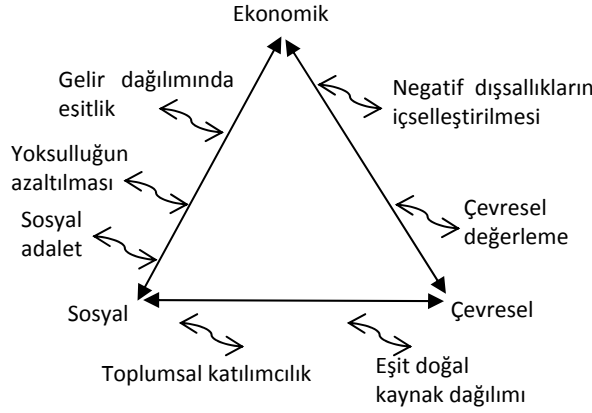 Ekonomik
Gelir dağılımında
esitlik
Negatif dışsallıkların
içselleştirilmesi
Yoksulluğun
azaltılması
Sosyal
adalet
Çevresel
değerleme
Sosyal
Çevresel
Toplumsal katılımcılık
Eşit doğal
kaynak dağılımı